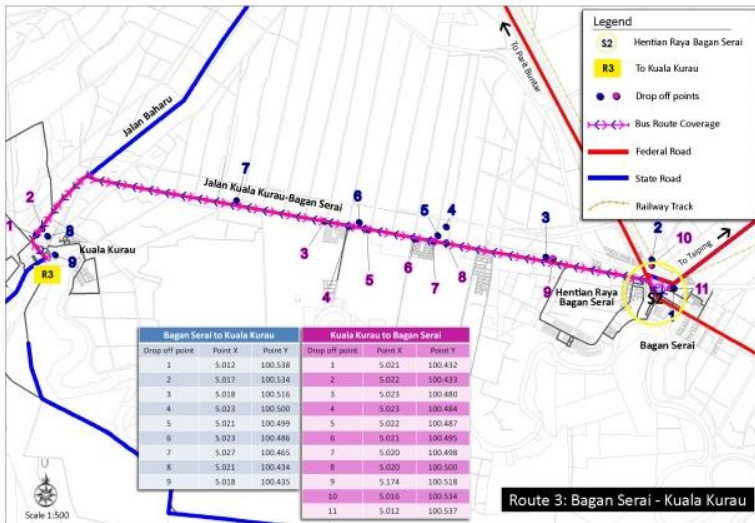 Legend
S2 Hentian Raya Bagan Serai
R3 To Kuala Kurau
Drop off points
Bus Route Coverage
Federal Road
State Road
Railway Track
To Parit Buntar
Jalan Baharu
7
Jalan Kuala Kurau-Bagan Serai
2
1
8
Kuala Kurau
9
R3
6
5
4
3
3
4
5
6
7
8
9
2
10
To Taiping
11
Hentian Raya
Bagan Serai
S2
1
Bagan Serai
Bagan Serai to Kuala Kurau
Drop off point Point X Point Y
1 5.012 100.538
2 5.017 100.534
3 5.018 100.516
4 5.023 100.500
5 5.021 100.499
6 5.023 100.486
7 5.027 100.465
8 5.021 100.434
9 5.018 100.435
Kuala Kurau to Bagan Serai
Drop off point Point X Point Y
1 5.021 100.432
2 5.022 100.433
3 5.023 100.480
4 5.023 100.484
5 5.022 100.487
6 5.021 100.495
7 5.020 100.498
8 5.020 100.500
9 5.174 100.518
10 5.016 100.534
11 5.012 100.537
U
Scale 1:500
Route 3: Bagan Serai - Kuala Kurau